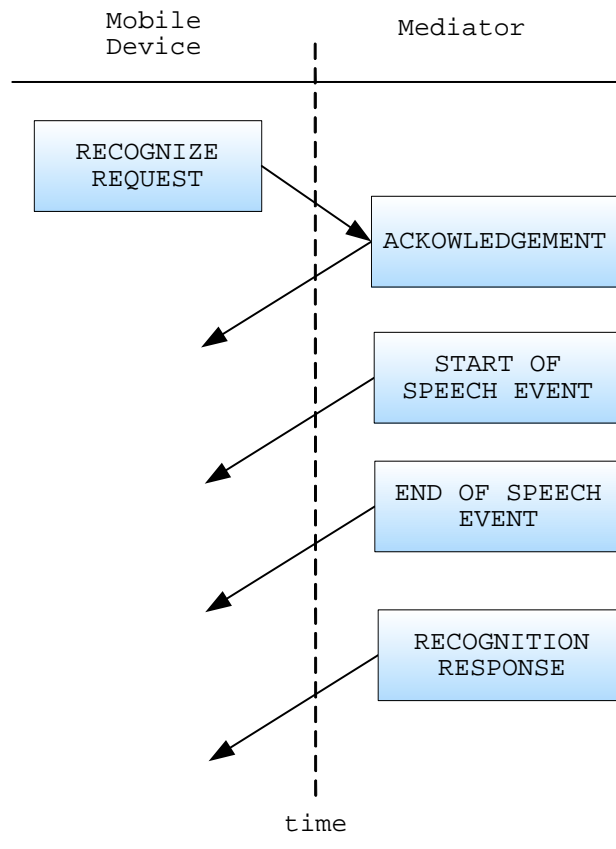 Mobile
Device
Mediator
RECOGNIZE
REQUEST
ACKOWLEDGEMENT
START OF
SPEECH EVENT
END OF SPEECH
EVENT
RECOGNITION
RESPONSE
time